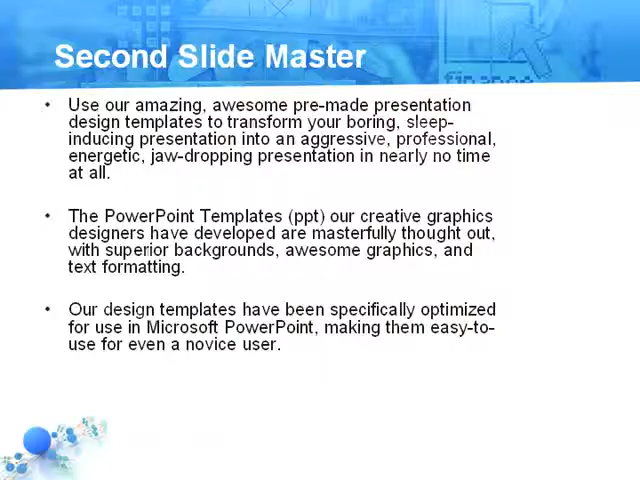 Second Slide Master
finance
• Use our amazing, awesome pre-made presentation
design templates to transform your boring, sleep-
inducing presentation into an aggressive, professional,
energetic, jaw-dropping presentation in nearly no time
at all.
• The PowerPoint Templates (ppt) our creative graphics
designers have developed are masterfully thought out,
with superior backgrounds, awesome graphics, and
text formatting.
• Our design templates have been specifically optimized
for use in Microsoft PowerPoint, making them easy-to-
use for even a novice user.